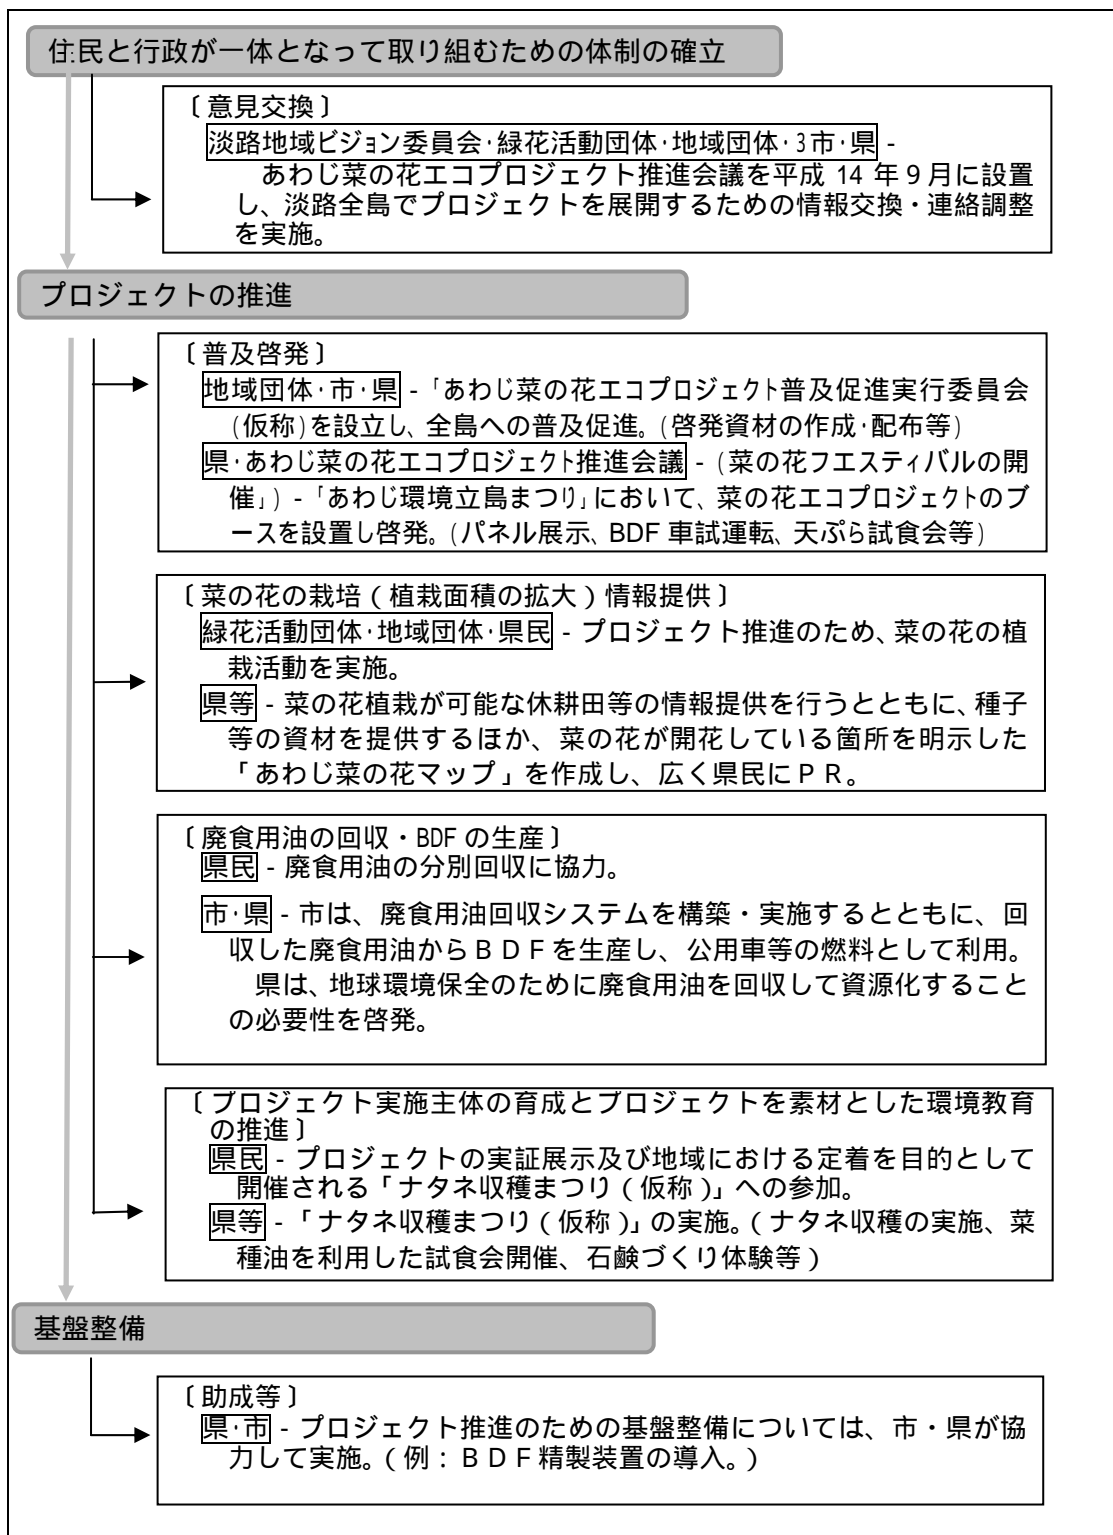 住民と行政が一体となって取り組むための体制の確立
〔意見交換〕
淡路地域ビジョン委員会・緑花活動団体・地域団体・3市・県 -
あわじ菜の花エコプロジェクト推進会議を平成 14 年 9 月に設置
し、淡路全島でプロジェクトを展開するための情報交換・連絡調整
を実施。
プロジェクトの推進
〔普及啓発〕
地域団体・市・県 -「あわじ菜の花エコプロジェクト普及促進実行委員会
(仮称)を設立し、全島への普及促進。(啓発資材の作成・配布等)
県・あわじ菜の花エコプロジェクト推進会議 - (菜の花フエスティバルの開
催」) -「あわじ環境立島まつり」において、菜の花エコプロジェクトのブ
ースを設置し啓発。(パネル展示、BDF 車試運転、天ぷら試食会等)
〔菜の花の栽培(植栽面積の拡大)情報提供〕
緑花活動団体・地域団体・県民 - プロジェクト推進のため、菜の花の植
栽活動を実施。
県等 - 菜の花植栽が可能な休耕田等の情報提供を行うとともに、種子
等の資材を提供するほか、菜の花が開花している箇所を明示した
「あわじ菜の花マップ」を作成し、広く県民にPR。
〔廃食用油の回収・BDF の生産〕
県民 - 廃食用油の分別回収に協力。
市・県 - 市は、廃食用油回収システムを構築・実施するとともに、回
収した廃食用油からBDFを生産し、公用車等の燃料として利用。
県は、地球環境保全のために廃食用油を回収して資源化すること
の必要性を啓発。
〔プロジェクト実施主体の育成とプロジェクトを素材とした環境教育
の推進〕
県民 - プロジェクトの実証展示及び地域における定着を目的として
開催される「ナタネ収穫まつり(仮称)」への参加。
県等 -「ナタネ収穫まつり(仮称)」の実施。(ナタネ収穫の実施、菜
種油を利用した試食会開催、石鹸づくり体験等)
基盤整備
〔助成等〕
県・市 - プロジェクト推進のための基盤整備については、市・県が協
力して実施。(例:BDF精製装置の導入。)